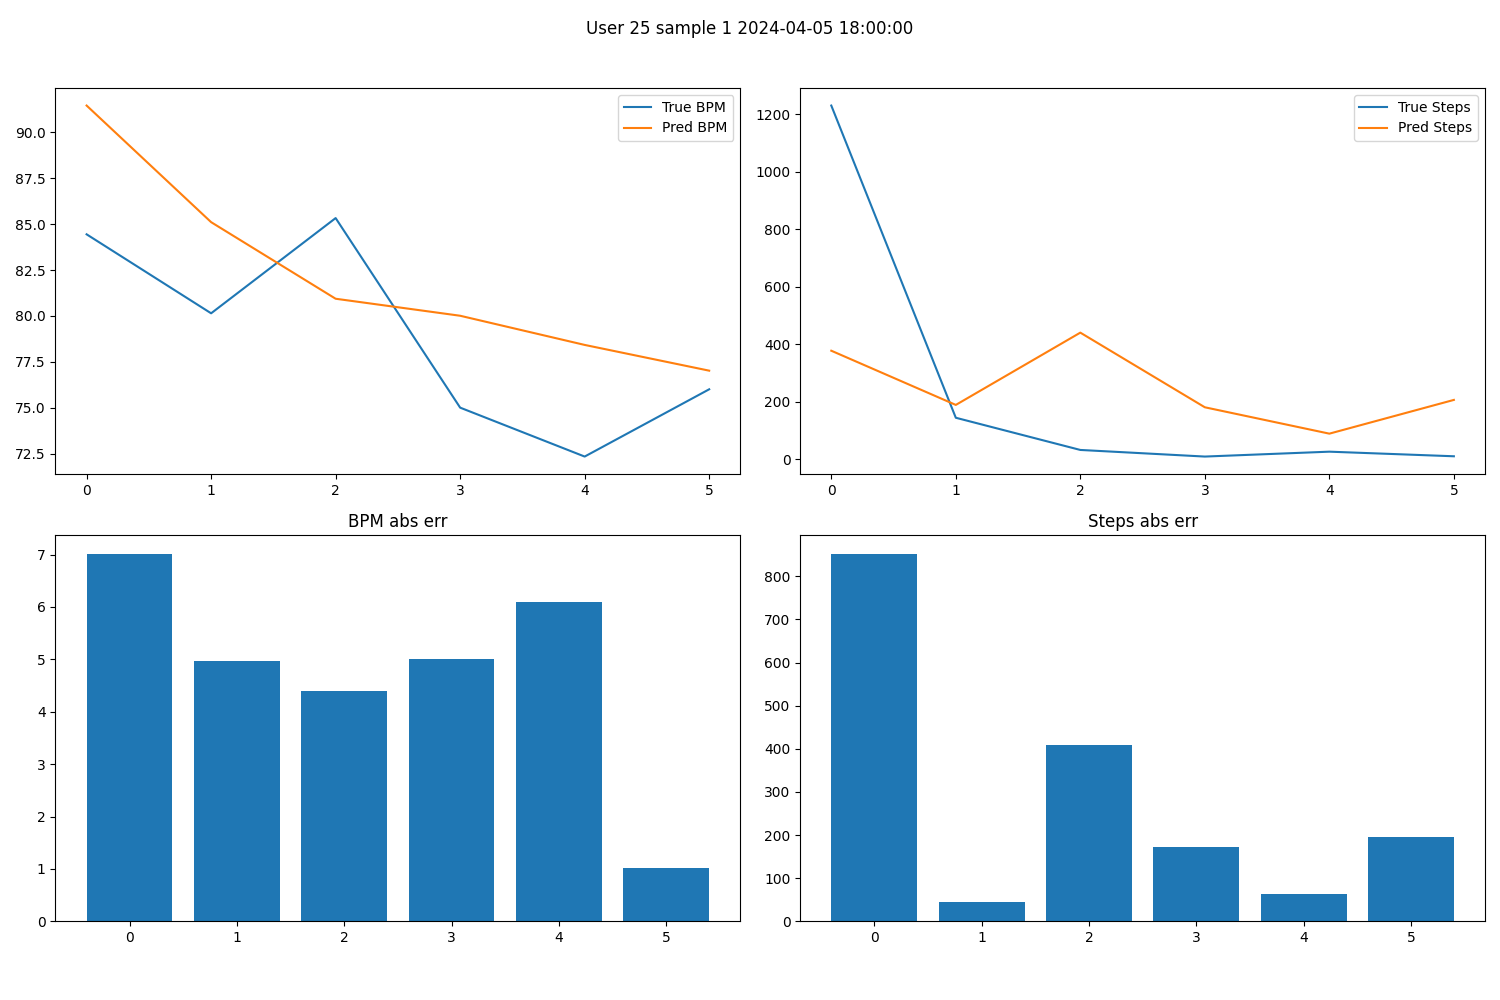 User 25 sample 1 2024-04-05 18:00:00
True BPM
Pred BPM
90.0
87.5
85.0
82.5
80.0
77.5
75.0
72.5
0 1 2 3 4 5
True Steps
Pred Steps
1200
1000
800
600
400
200
0
0 1 2 3 4 5
BPM abs err
7
6
5
4
3
2
1
0
0 1 2 3 4 5
Steps abs err
800
700
600
500
400
300
200
100
0
0 1 2 3 4 5